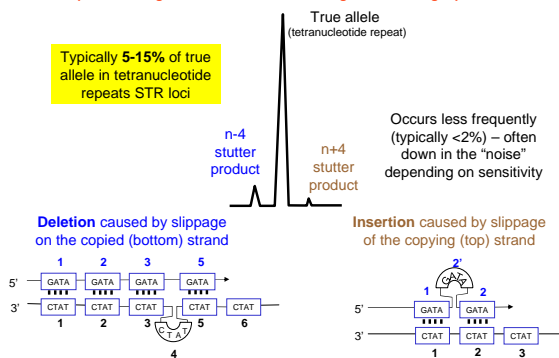 True allele
(tetranucleotide repeat)
Typically 5-15% of true
allele in tetranucleotide
repeats STR loci
n-4
stutter
product
n+4
stutter
product
Occurs less frequently
(typically <2%) – often
down in the “noise”
depending on sensitivity
Deletion caused by slippage
on the copied (bottom) strand
1 2 3 5
5’ GATA GATA GATA GATA
3’ CTAT CTAT CTAT CTAT CTAT
1 2 3 5 6
CTAT
4
Insertion caused by slippage
of the copying (top) strand
2’
GATA
1 2
5’ GATA GATA
3’ CTAT CTAT CTAT
1 2 3